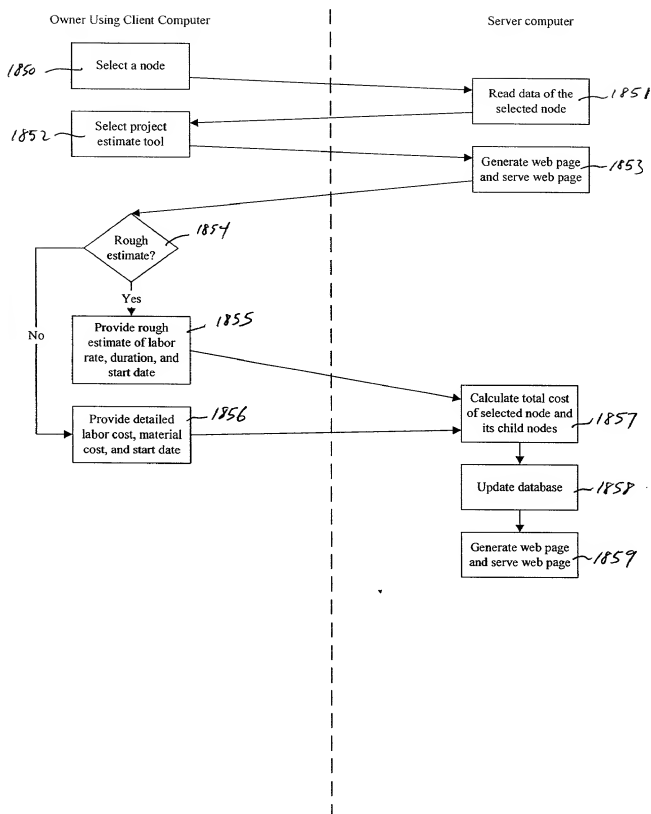 Owner Using Client Computer
Server computer
Select a node
1850
Read data of the
selected node
1851
Select project
estimate tool
1852
Generate web page
and serve web page
1853
Rough
estimate?
1854
Yes
No
Provide rough
estimate of labor
rate, duration, and
start date
1855
Provide detailed
labor cost, material
cost, and start date
1856
Calculate total cost
of selected node and
its child nodes
1857
Update database
1858
Generate web page
and serve web page
1859